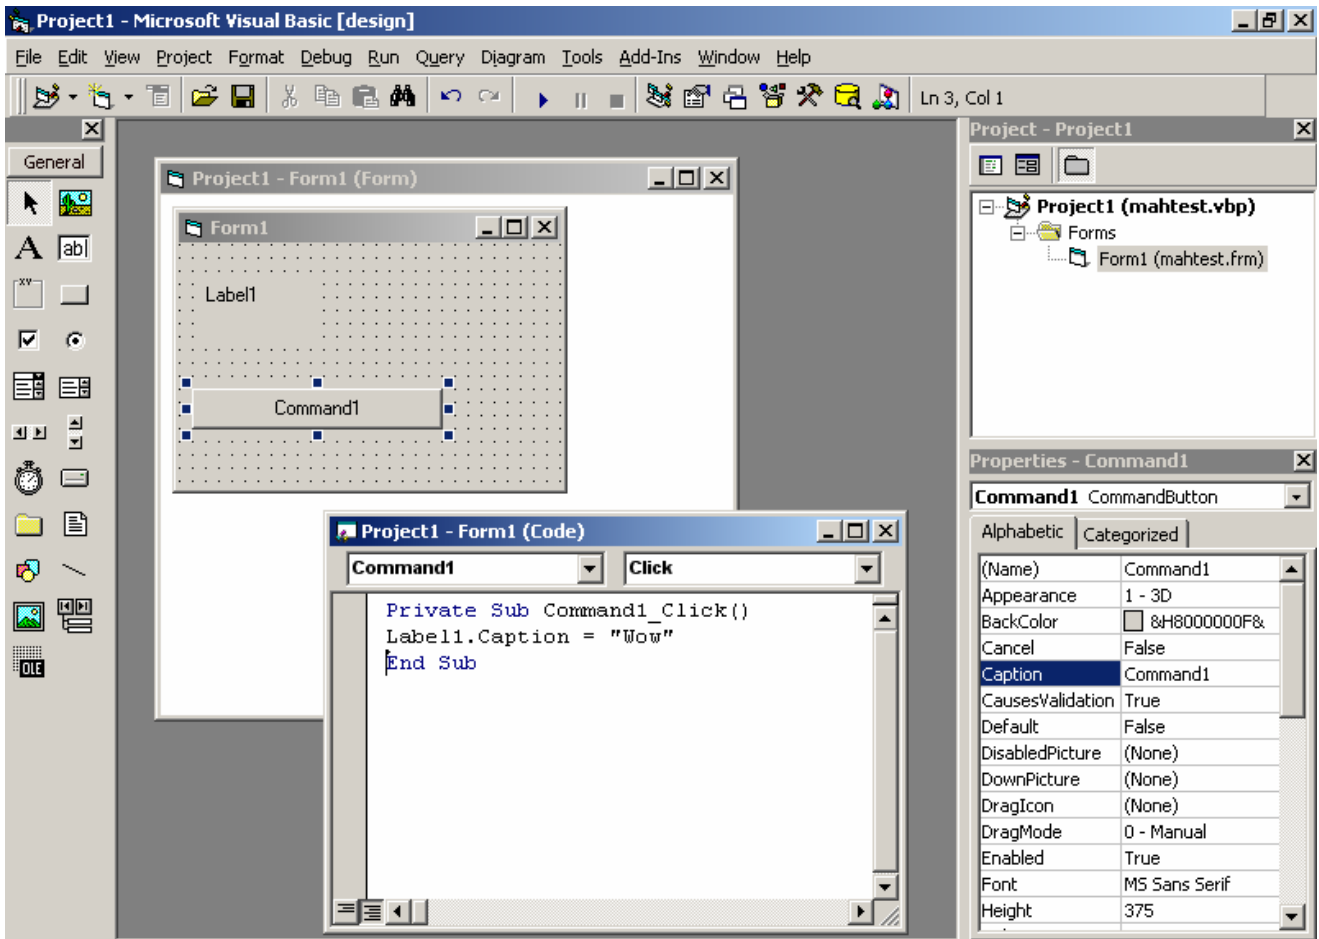 Project1 - Microsoft Visual Basic [design]
File Edit View Project Format Debug Run Query Diagram Tools Add-Ins Window Help
Ln 3, Col 1
General
A
ab|
XY
OLE
Project1 - Form1 (Form)
Form1
Label1
Command1
Project1 - Form1 (Code)
Command1 Click
Private Sub Command1_Click()
Label1.Caption = "Wow"
End Sub
Project - Project1
Project1 (mahtest.vbp)
Forms
Form1 (mahtest.frm)
Properties - Command1
Command1 CommandButton
Alphabetic Categorized
(Name) Command1
Appearance 1 - 3D
BackColor &H8000000F&
Cancel False
Caption Command1
CausesValidation True
Default False
DisabledPicture (None)
DownPicture (None)
DragIcon (None)
DragMode 0 - Manual
Enabled True
Font MS Sans Serif
Height 375